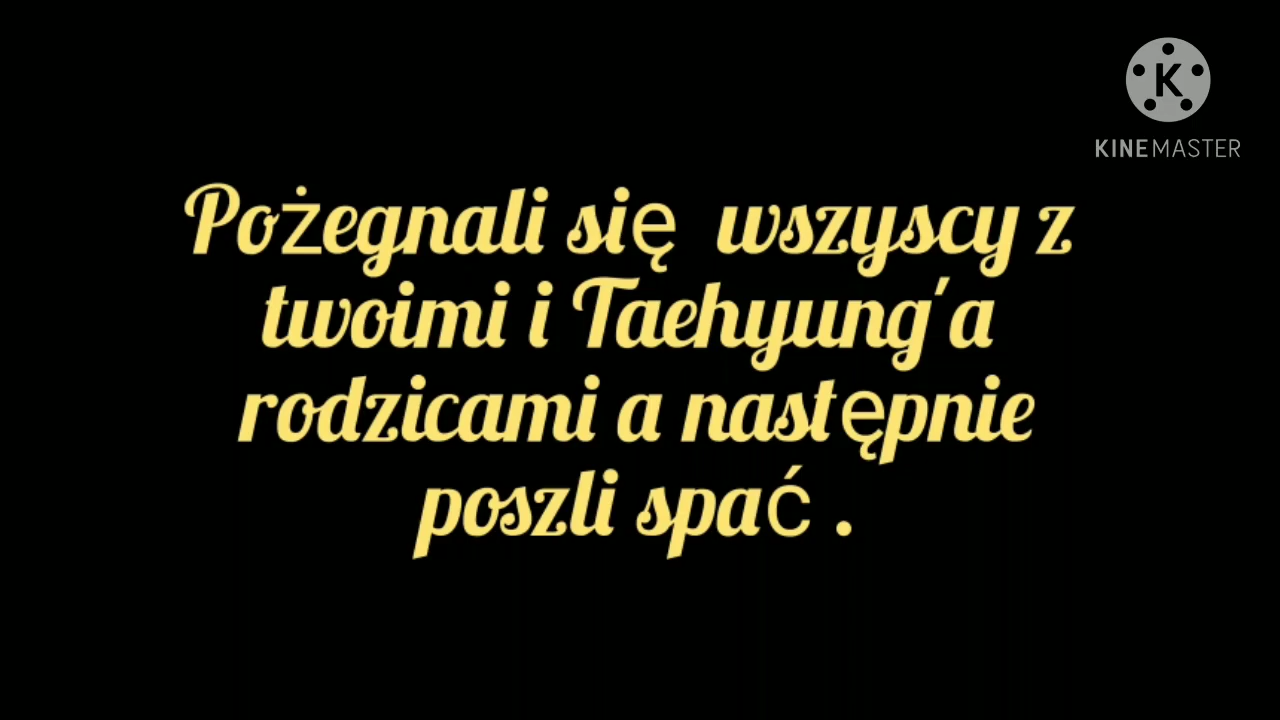 K
KINEMASTER
Pożegnali się wszyscy z
twoimi i Taehyung'a
rodzicami a następnie
poszli spać .